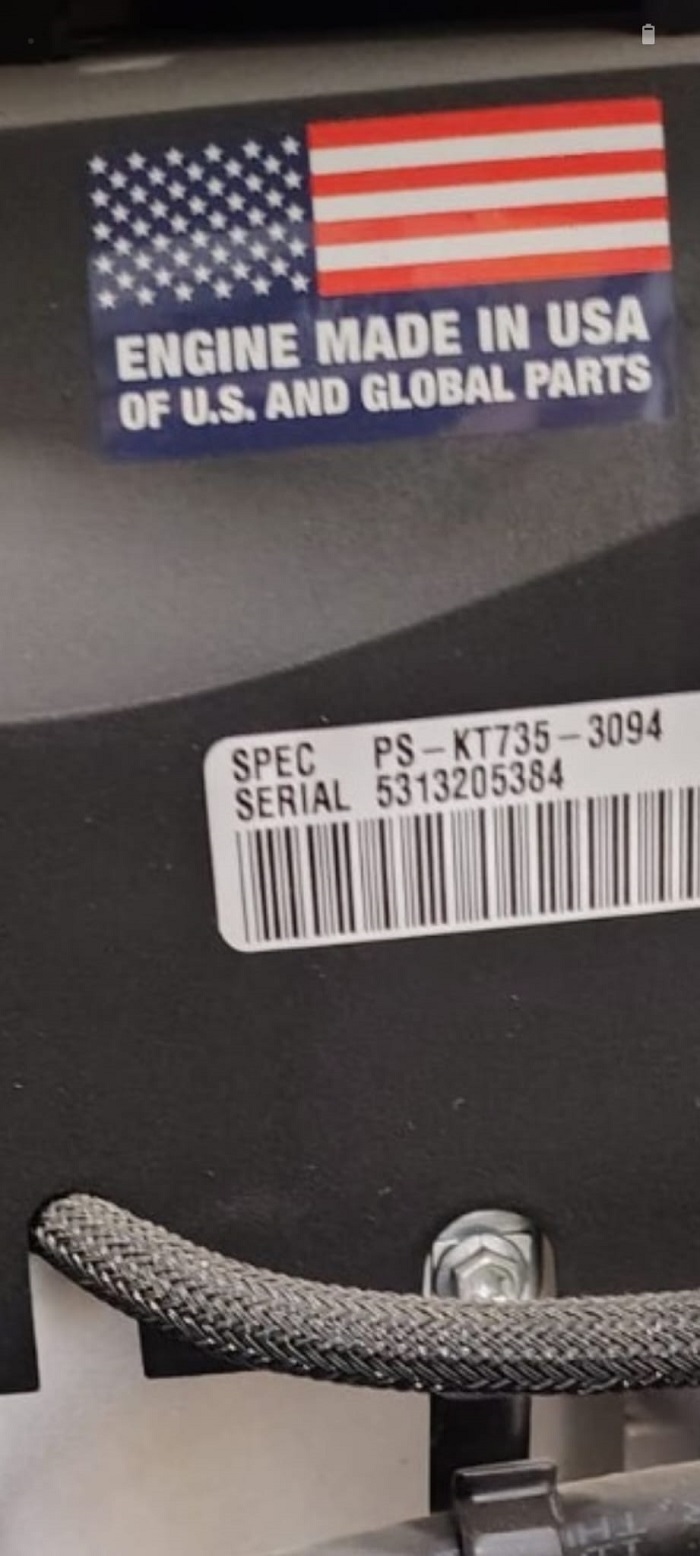 ENGINE MADE IN USA
OF U.S. AND GLOBAL PARTS
SPEC PS-KT735-3094
SERIAL 5313205384